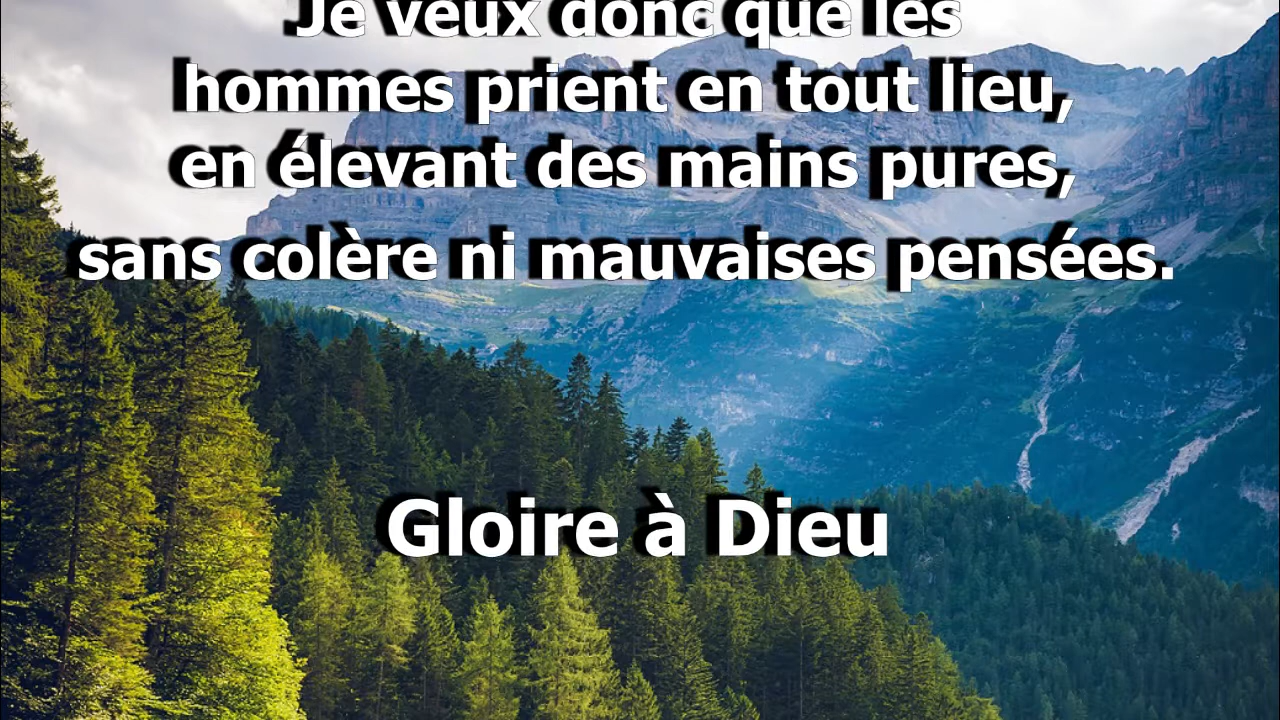 Je veux donc que les
hommes prient en tout lieu,
en élevant des mains pures,
sans colère ni mauvaises pensées.
Gloire à Dieu